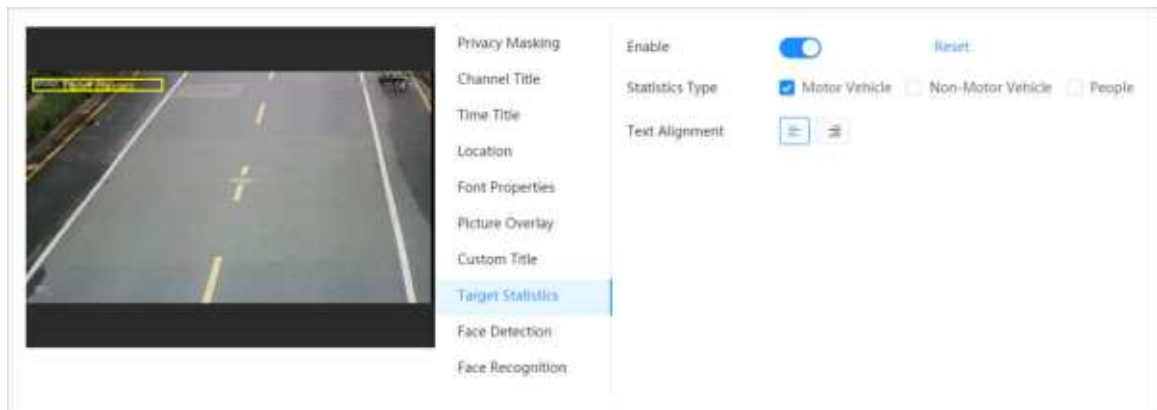 Privacy Masking
Channel Title
Time Title
Location
Font Properties
Picture Overlay
Custom Title
Target Statistics
Face Detection
Face Recognition
Enable
Reset
Statistics Type
Motor Vehicle
Non-Motor Vehicle
People
Text Alignment